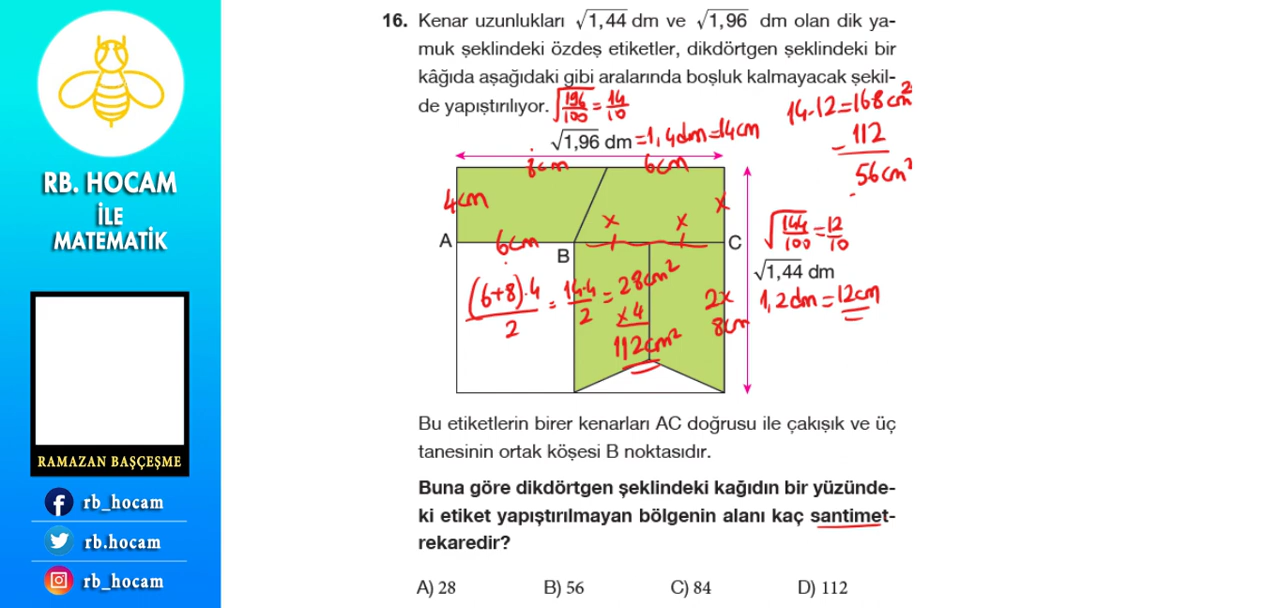 RB. HOCAM
İLE
MATEMATİK
RAMAZAN BAŞÇEŞME
rb_hocam
rb.hocam
rb_hocam
16. Kenar uzunlukları √1,44 dm ve √1,96 dm olan dik ya-
muk şeklindeki özdeş etiketler, dikdörtgen şeklindeki bir
kâğıda aşağıdaki gibi aralarında boşluk kalmayacak şekil-
de yapıştırılıyor. √196/100 = 14/10
14-12=168cm²
- 112
56cm²
√1,96 dm =1,4dm=14cm
8cm 6cm
4cm x
A 6cm B x x C
√144/100 = 12/10
√1,44 dm
1,2dm=12cm
(6+8).4/2 = 14.4/2 = 28cm²
x4
112cm²
2x
8cm
Bu etiketlerin birer kenarları AC doğrusu ile çakışık ve üç
tanesinin ortak köşesi B noktasıdır.
Buna göre dikdörtgen şeklindeki kağıdın bir yüzünde-
ki etiket yapıştırılmayan bölgenin alanı kaç santimet-
rekaredir?
A) 28 B) 56 C) 84 D) 112